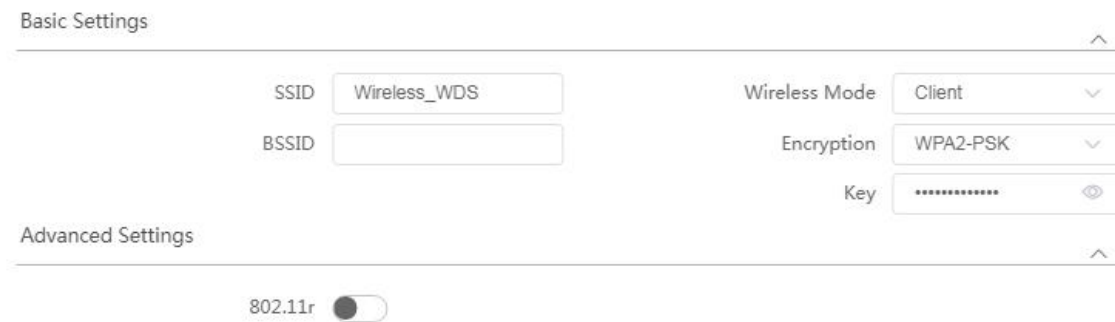 Basic Settings
SSID Wireless_WDS Wireless Mode Client
BSSID Encryption WPA2-PSK
Key •••••••••••••
Advanced Settings
802.11r